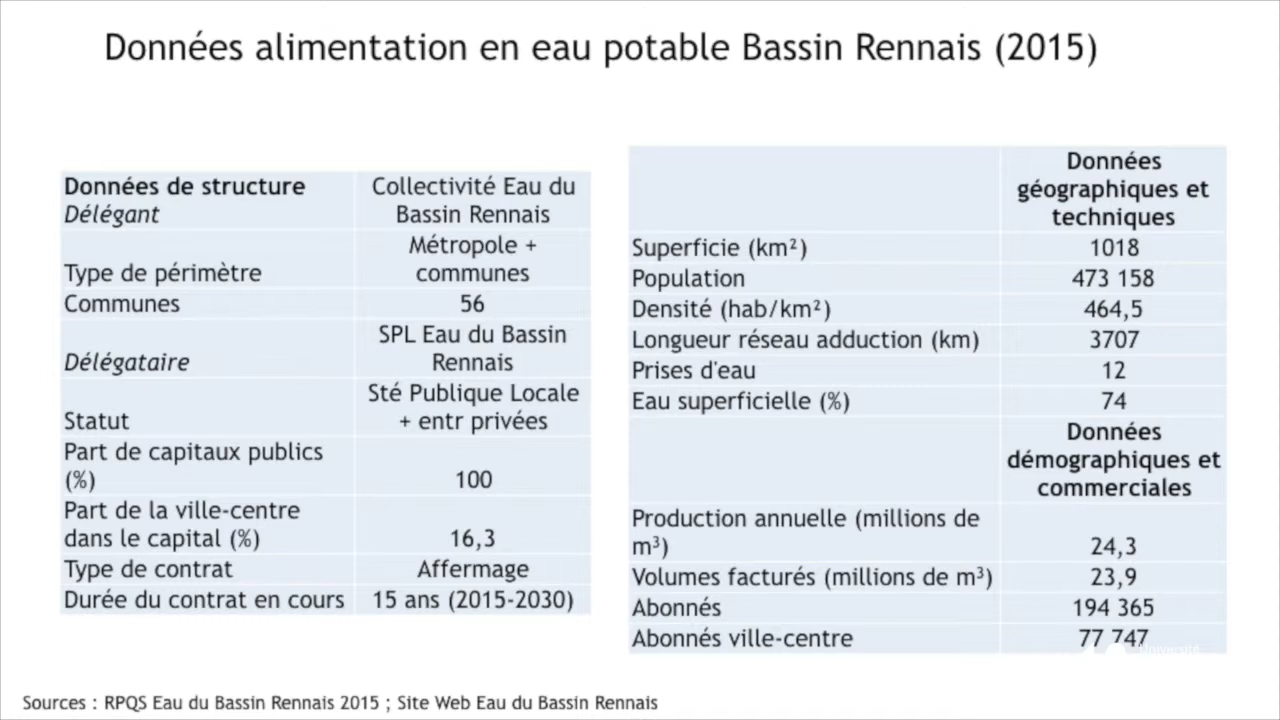 Données alimentation en eau potable Bassin Rennais (2015)
Données de structure
Délégant
Collectivité Eau du
Bassin Rennais
Type de périmètre
Métropole +
communes
Communes
56
Délégataire
SPL Eau du Bassin
Rennais
Statut
Sté Publique Locale
+ entr privées
Part de capitaux publics
(%)
100
Part de la ville-centre
dans le capital (%)
16,3
Type de contrat
Affermage
Durée du contrat en cours
15 ans (2015-2030)
Données
géographiques et
techniques
Superficie (km²)
1018
Population
473 158
Densité (hab/km²)
464,5
Longueur réseau adduction (km)
3707
Prises d'eau
12
Eau superficielle (%)
74
Données
démographiques et
commerciales
Production annuelle (millions de
m³)
24,3
Volumes facturés (millions de m³)
23,9
Abonnés
194 365
Abonnés ville-centre
77 747
Université
Sources : RPQS Eau du Bassin Rennais 2015 ; Site Web Eau du Bassin Rennais